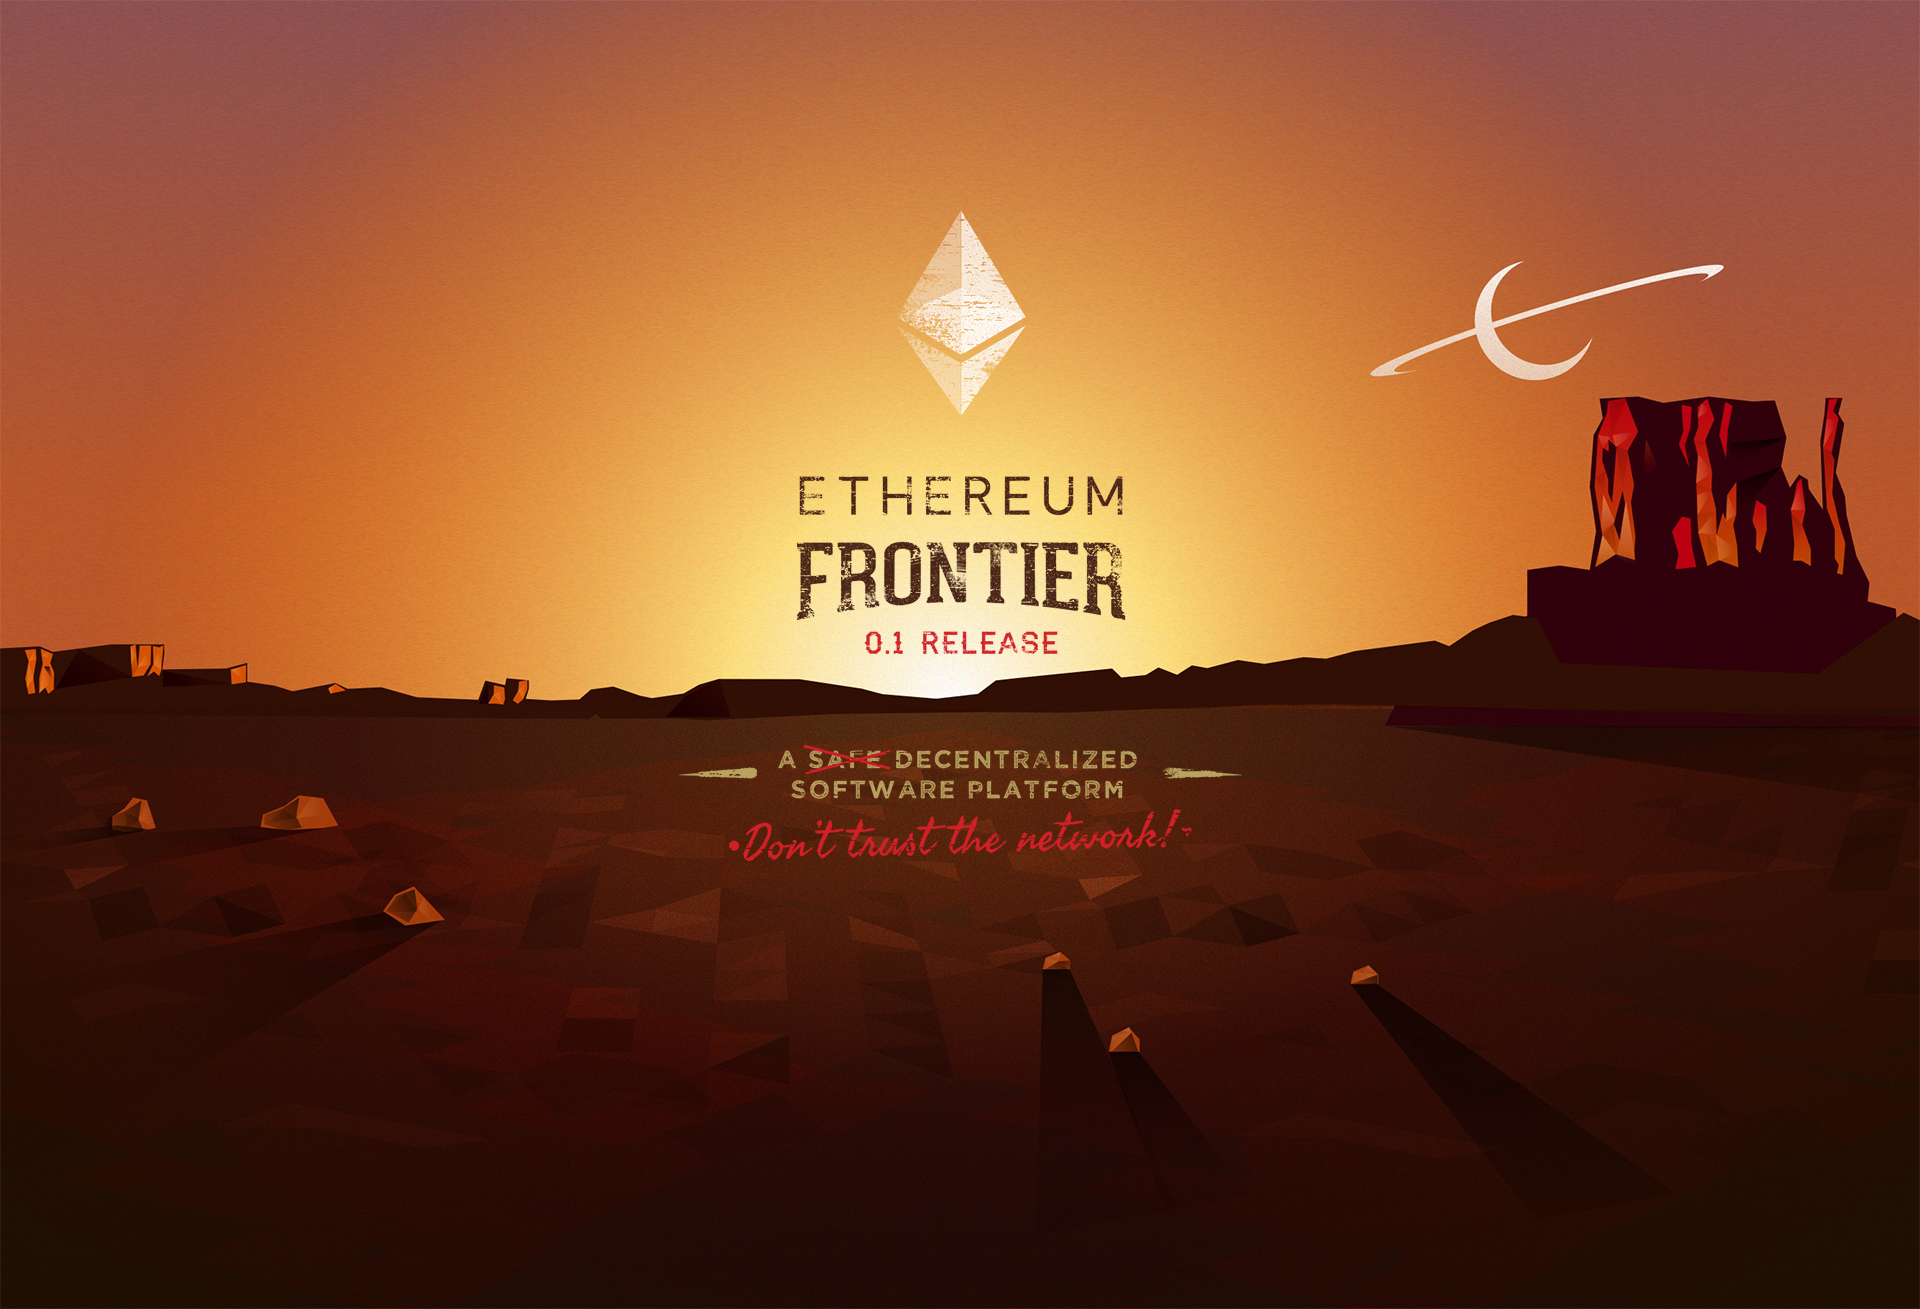 ETHEREUM
FRONTIER
0.1 RELEASE
A SAFE DECENTRALIZED
SOFTWARE PLATFORM
Don't trust the network!